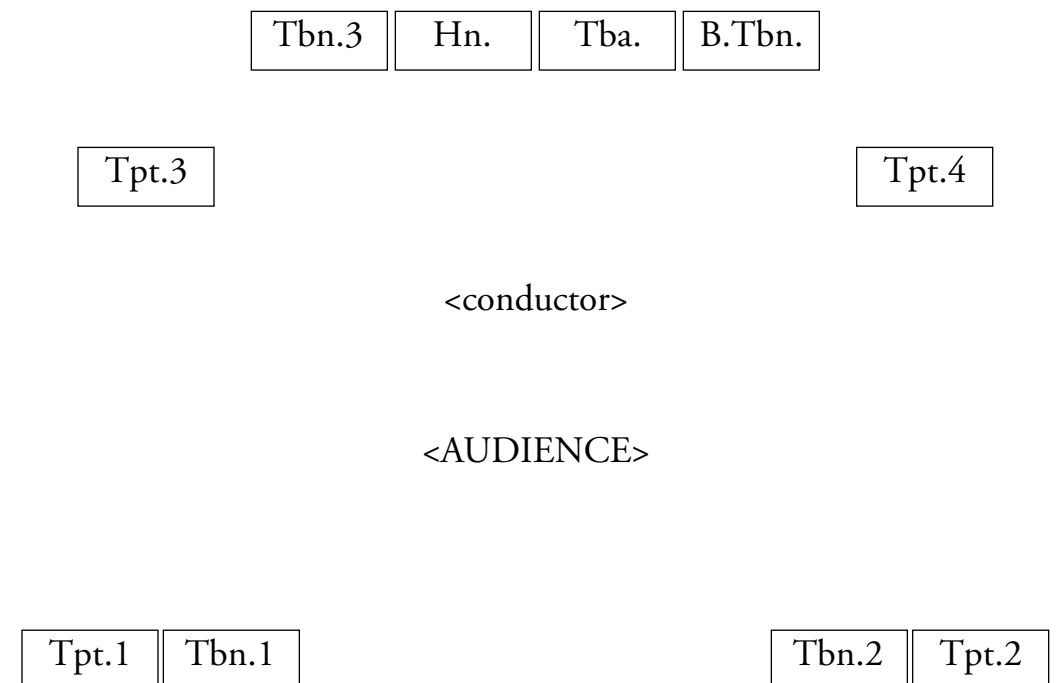 Tbn.3 Hn. Tba. B.Tbn.
Tpt.3 Tpt.4
<conductor>
<AUDIENCE>
Tpt.1 Tbn.1 Tbn.2 Tpt.2